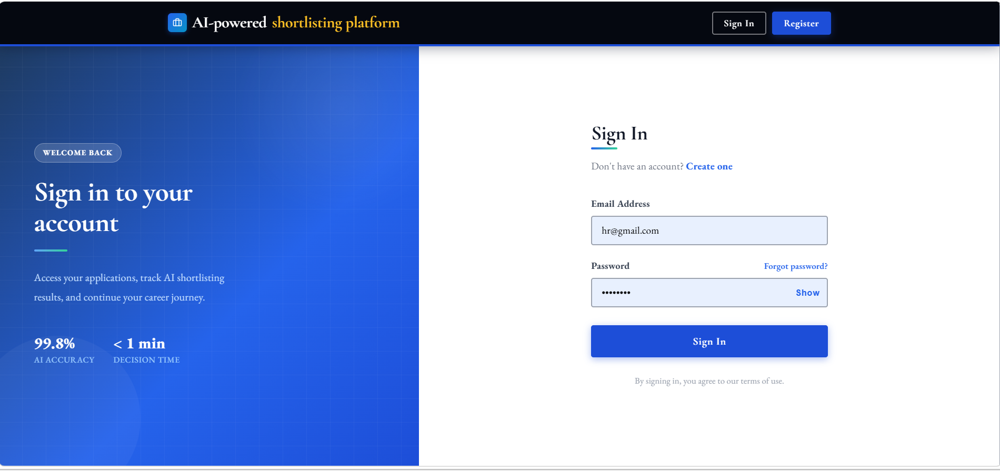 AI-powered shortlisting platform
Sign In
Register
WELCOME BACK
Sign in to your
account
Access your applications, track AI shortlisting
results, and continue your career journey.
99.8%
AI ACCURACY
< 1 min
DECISION TIME
Sign In
Don't have an account? Create one
Email Address
hr@gmail.com
Password
Forgot password?
••••••••
Show
Sign In
By signing in, you agree to our terms of use.